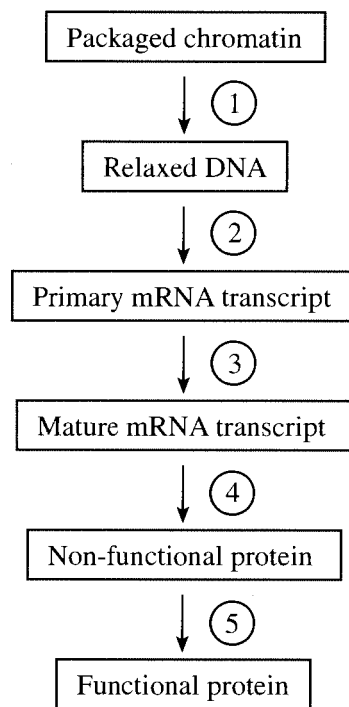 Packaged chromatin
1
Relaxed DNA
2
Primary mRNA transcript
3
Mature mRNA transcript
4
Non-functional protein
5
Functional protein